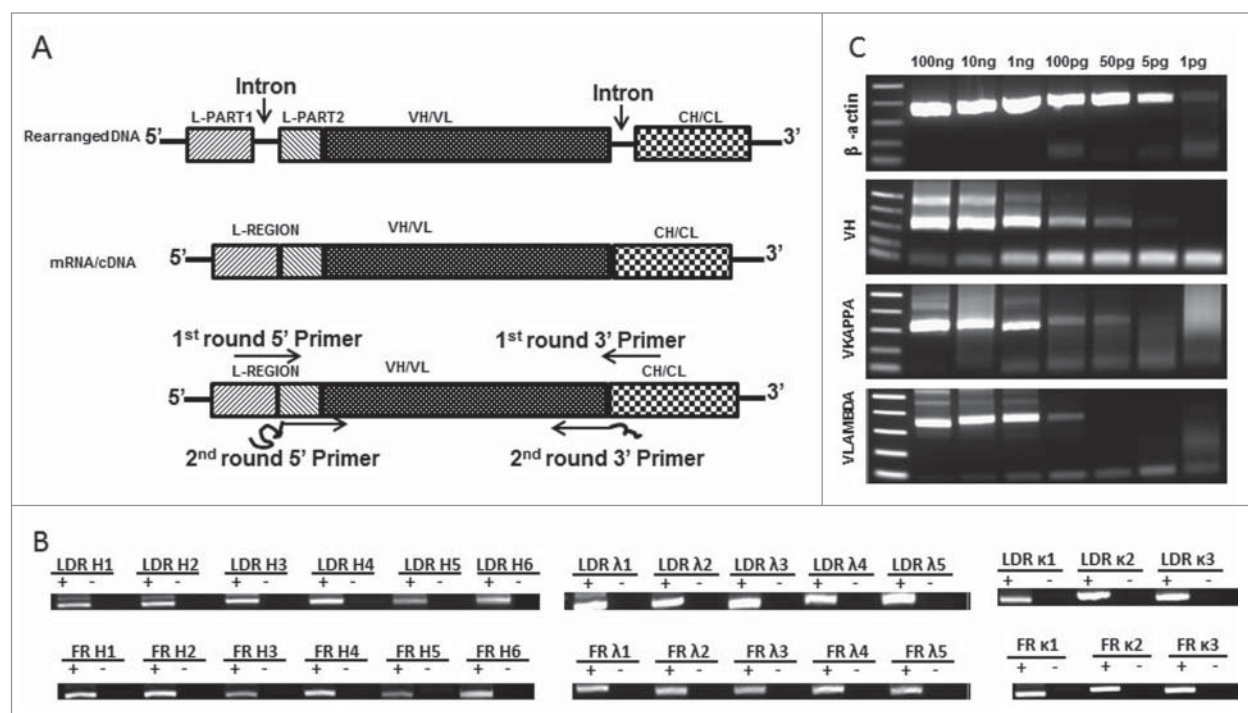 A
Intron
Intron
L-PART1 L-PART2 VH/VL CH/CL
Rearranged DNA 5' 3'
L-REGION VH/VL CH/CL
mRNA/cDNA 5' 3'
1st round 5' Primer 1st round 3' Primer
L-REGION VH/VL CH/CL
5' 3'
2nd round 5' Primer 2nd round 3' Primer
C
100ng 10ng 1ng 100pg 50pg 5pg 1pg
β-actin
VH
VKAPPA
VLAMBDA
B
LDR H1 LDR H2 LDR H3 LDR H4 LDR H5 LDR H6
+ - + - + - + - + - + -
FR H1 FR H2 FR H3 FR H4 FR H5 FR H6
+ - + - + - + - + - + -
LDR λ1 LDR λ2 LDR λ3 LDR λ4 LDR λ5
+ - + - + - + - + -
FR λ1 FR λ2 FR λ3 FR λ4 FR λ5
+ - + - + - + - + -
LDR κ1 LDR κ2 LDR κ3
+ - + - + -
FR κ1 FR κ2 FR κ3
+ - + - + -